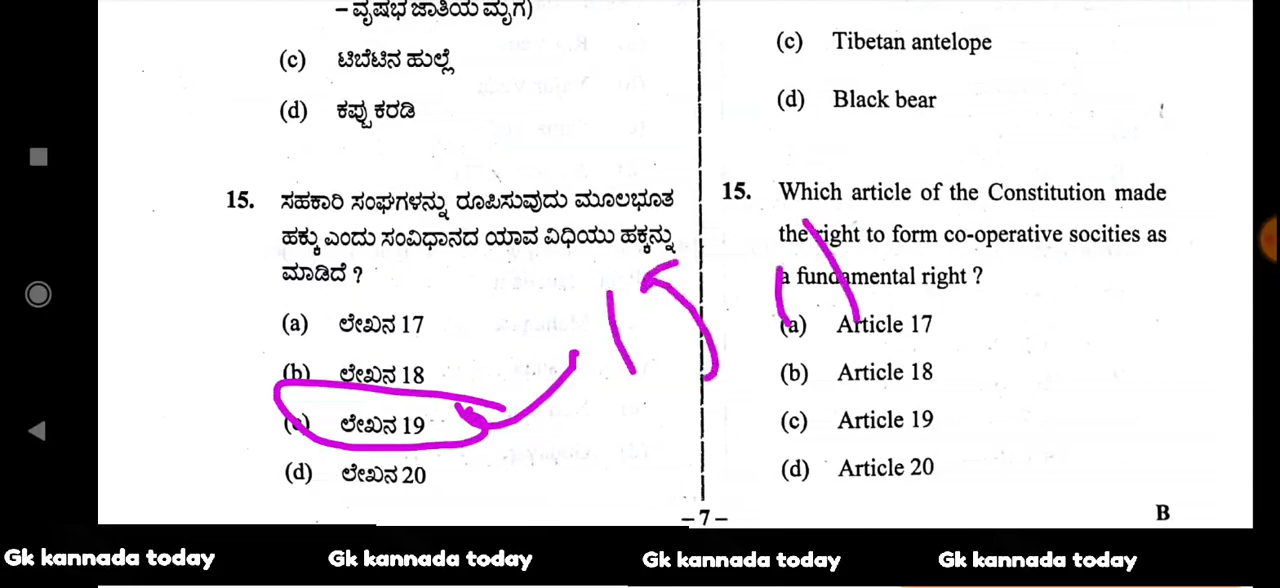 – ವೃಷಭ ಜಾತಿಯ ಮೃಗ)
(c) ಟಿಬೆಟಿನ ಹುಲ್ಲೆ
(d) ಕಪ್ಪು ಕರಡಿ
15. ಸಹಕಾರಿ ಸಂಘಗಳನ್ನು ರೂಪಿಸುವುದು ಮೂಲಭೂತ
ಹಕ್ಕು ಎಂದು ಸಂವಿಧಾನದ ಯಾವ ವಿಧಿಯು ಹಕ್ಕನ್ನು
ಮಾಡಿದೆ ?
(a) ಲೇಖನ 17
(b) ಲೇಖನ 18
(c) ಲೇಖನ 19
(d) ಲೇಖನ 20
(c) Tibetan antelope
(d) Black bear
15. Which article of the Constitution made
the right to form co-operative socities as
a fundamental right ?
(a) Article 17
(b) Article 18
(c) Article 19
(d) Article 20
– 7 –
B
Gk kannada today Gk kannada today Gk kannada today Gk kannada today